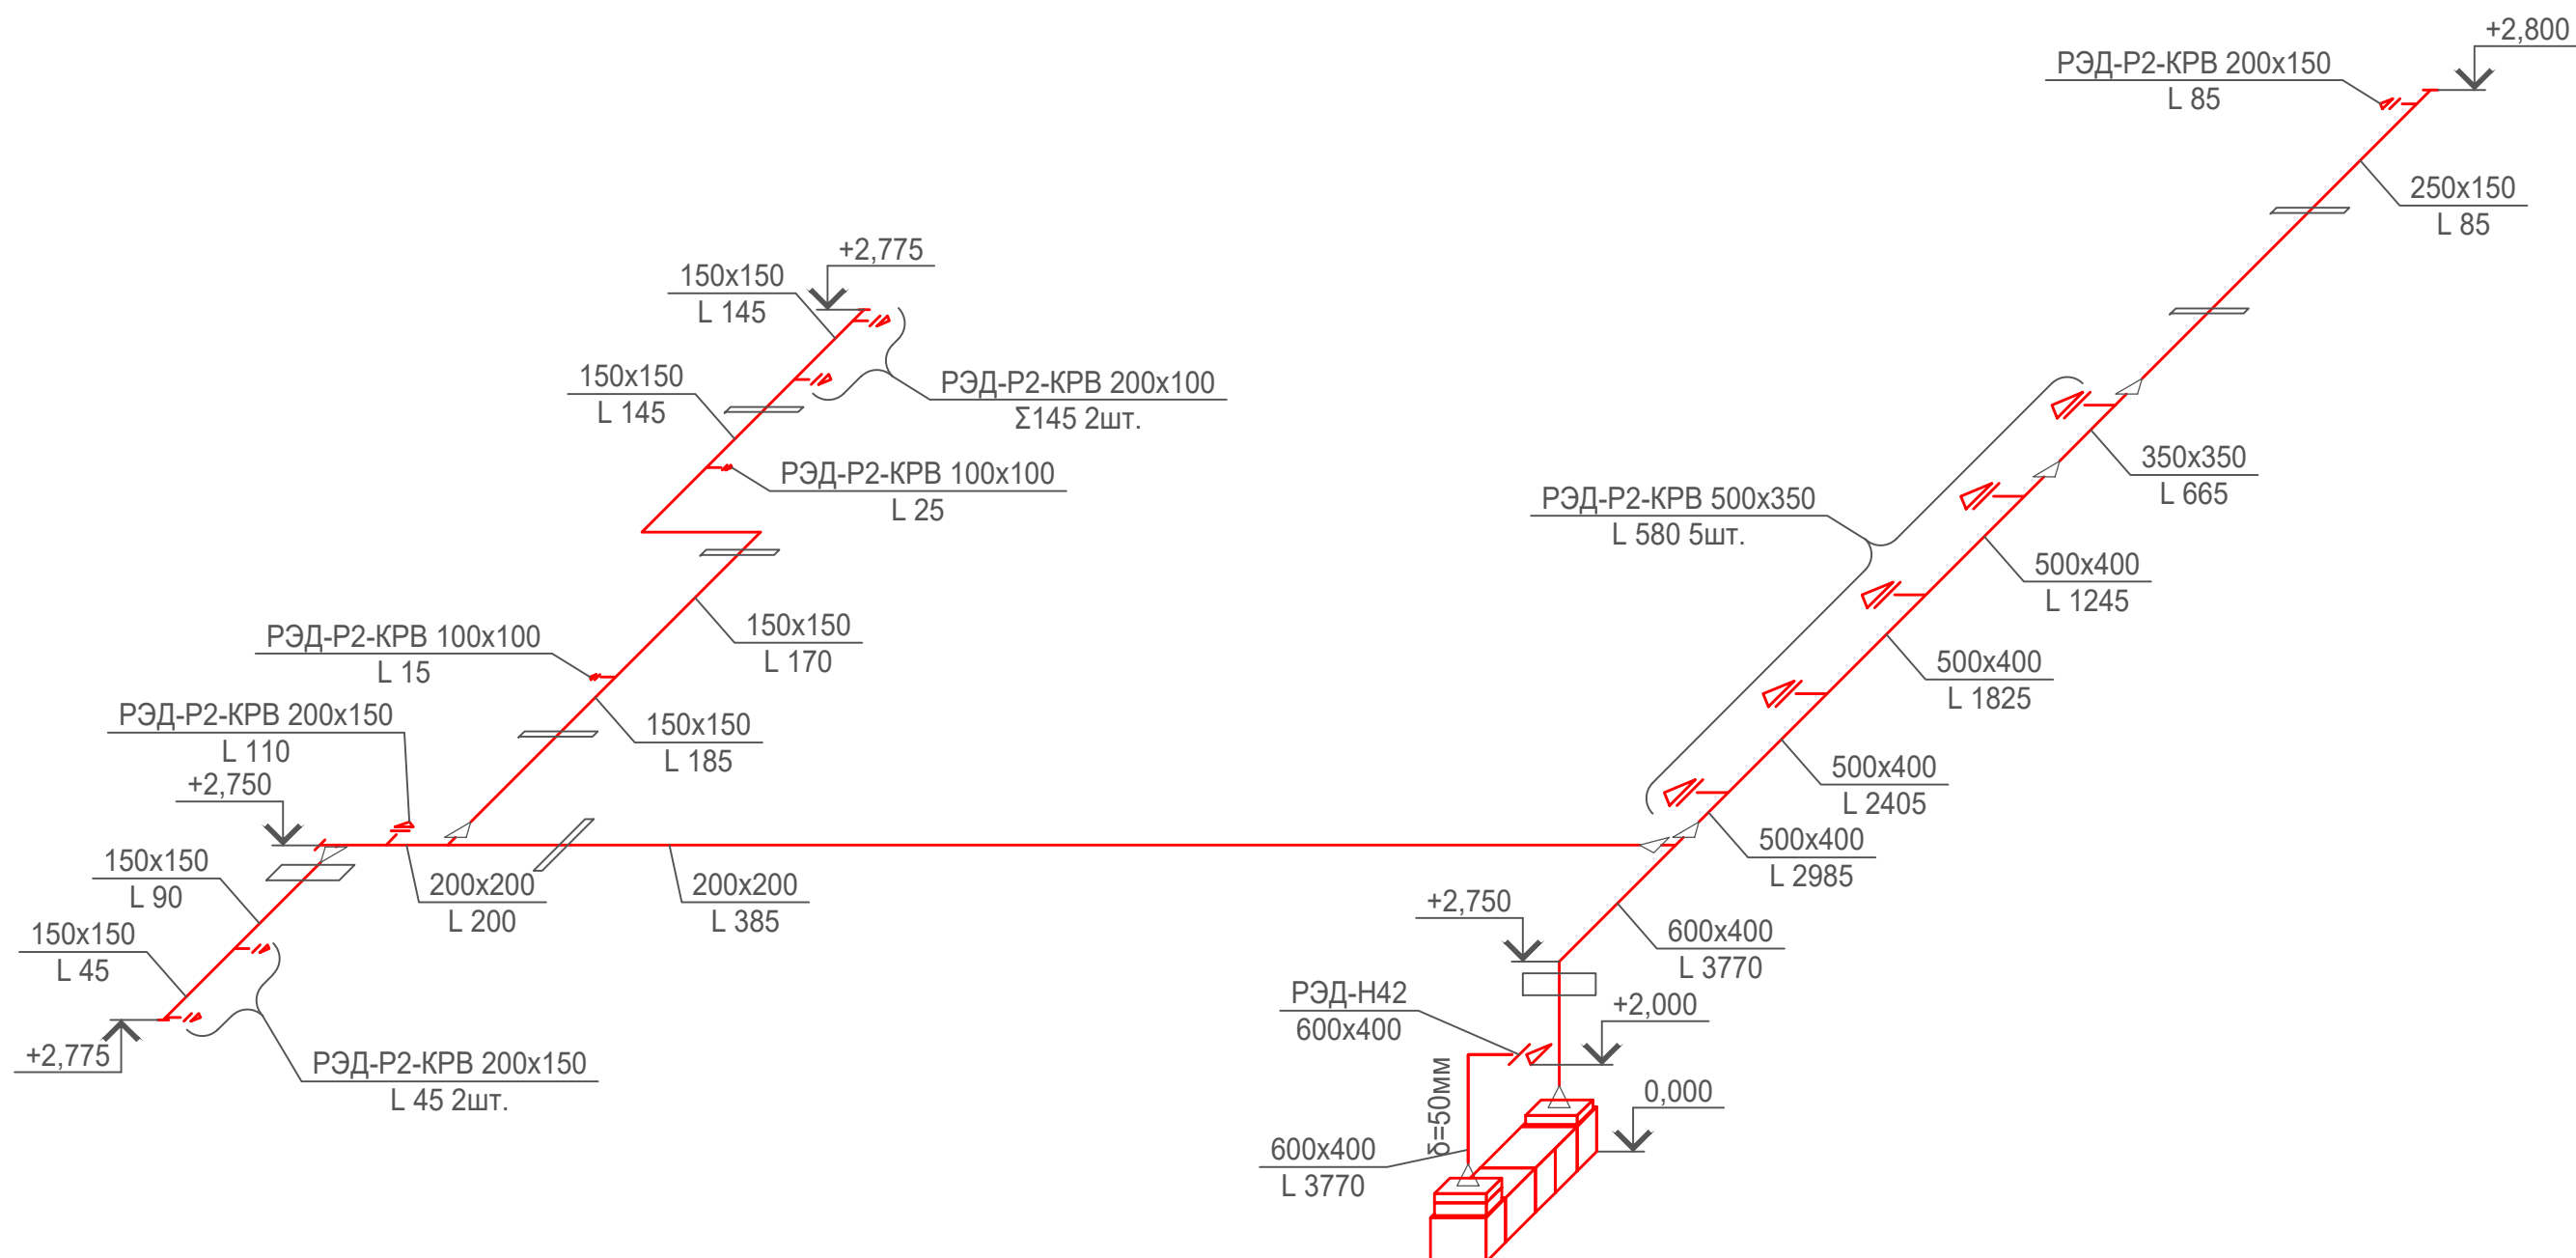 +2,800
РЭД-Р2-КРВ 200х150
L 85
250х150
L 85
+2,775
150х150
L 145
150х150
L 145
РЭД-Р2-КРВ 200х100
Σ145 2шт.
РЭД-Р2-КРВ 100х100
L 25
350х350
L 665
РЭД-Р2-КРВ 500х350
L 580 5шт.
500х400
L 1245
150х150
L 170
РЭД-Р2-КРВ 100х100
L 15
500х400
L 1825
РЭД-Р2-КРВ 200х150
L 110
150х150
L 185
+2,750
500х400
L 2405
500х400
L 2985
150х150
L 90
200х200
L 200
200х200
L 385
+2,750
600х400
L 3770
150х150
L 45
РЭД-Н42
600х400
+2,000
+2,775
РЭД-Р2-КРВ 200х150
L 45 2шт.
δ=50мм
0,000
600х400
L 3770